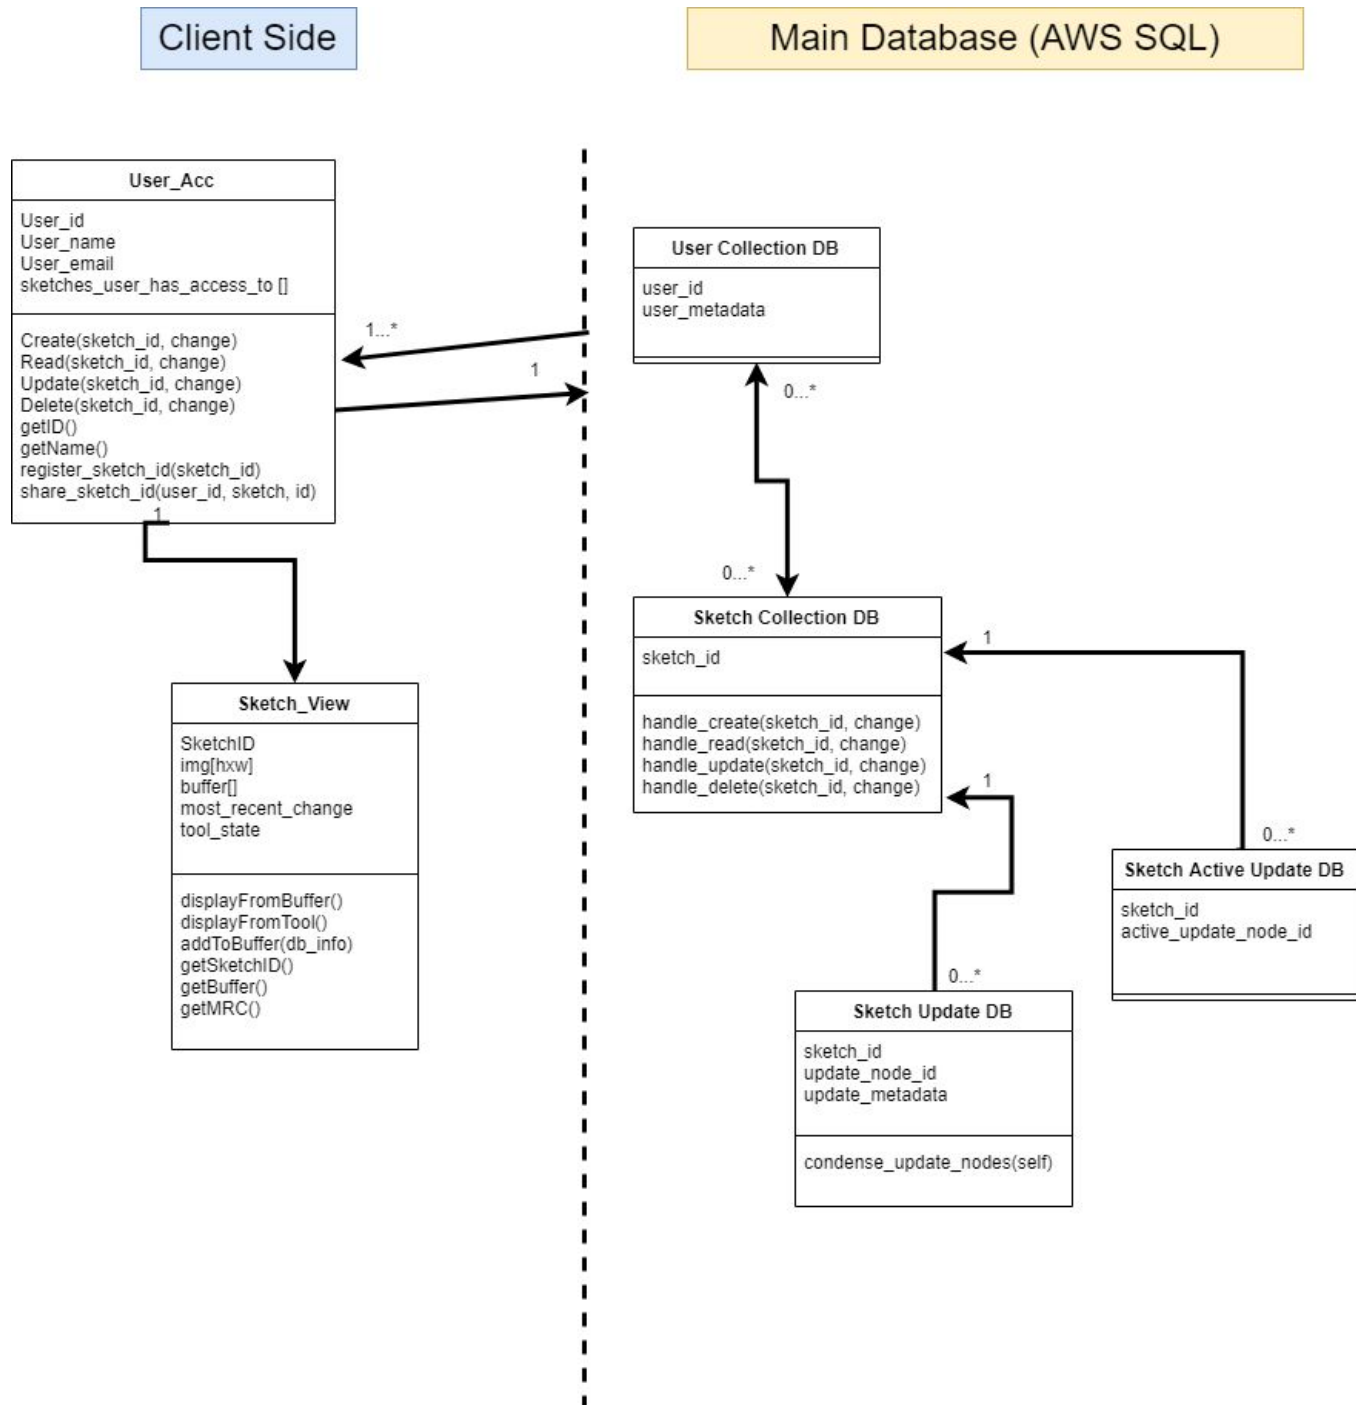 Client Side
Main Database (AWS SQL)
User_Acc
User_id
User_name
User_email
sketches_user_has_access_to []
Create(sketch_id, change)
Read(sketch_id, change)
Update(sketch_id, change)
Delete(sketch_id, change)
getID()
getName()
register_sketch_id(sketch_id)
share_sketch_id(user_id, sketch, id)
1
1...*
1
User Collection DB
user_id
user_metadata
0...*
0...*
Sketch Collection DB
sketch_id
handle_create(sketch_id, change)
handle_read(sketch_id, change)
handle_update(sketch_id, change)
handle_delete(sketch_id, change)
1
1
Sketch_View
SketchID
img[hxw]
buffer[]
most_recent_change
tool_state
displayFromBuffer()
displayFromTool()
addToBuffer(db_info)
getSketchID()
getBuffer()
getMRC()
0...*
Sketch Active Update DB
sketch_id
active_update_node_id
0...*
Sketch Update DB
sketch_id
update_node_id
update_metadata
condense_update_nodes(self)